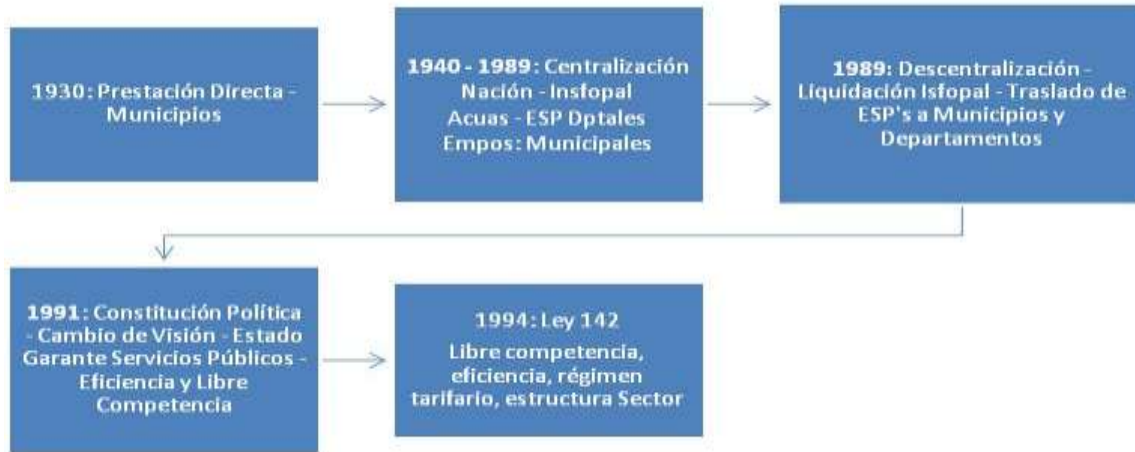 1930: Prestación Directa -
Municipios
1940 - 1989: Centralización
Nación - Insfopal
Acuas - ESP Dptales
Empos: Municipales
1989: Descentralización -
Liquidación Isfopal - Traslado de
ESP's a Municipios y
Departamentos
1991: Constitución Política
- Cambio de Visión - Estado
Garante Servicios Públicos -
Eficiencia y Libre
Competencia
1994: Ley 142
Libre competencia,
eficiencia, régimen
tarifario, estructura Sector